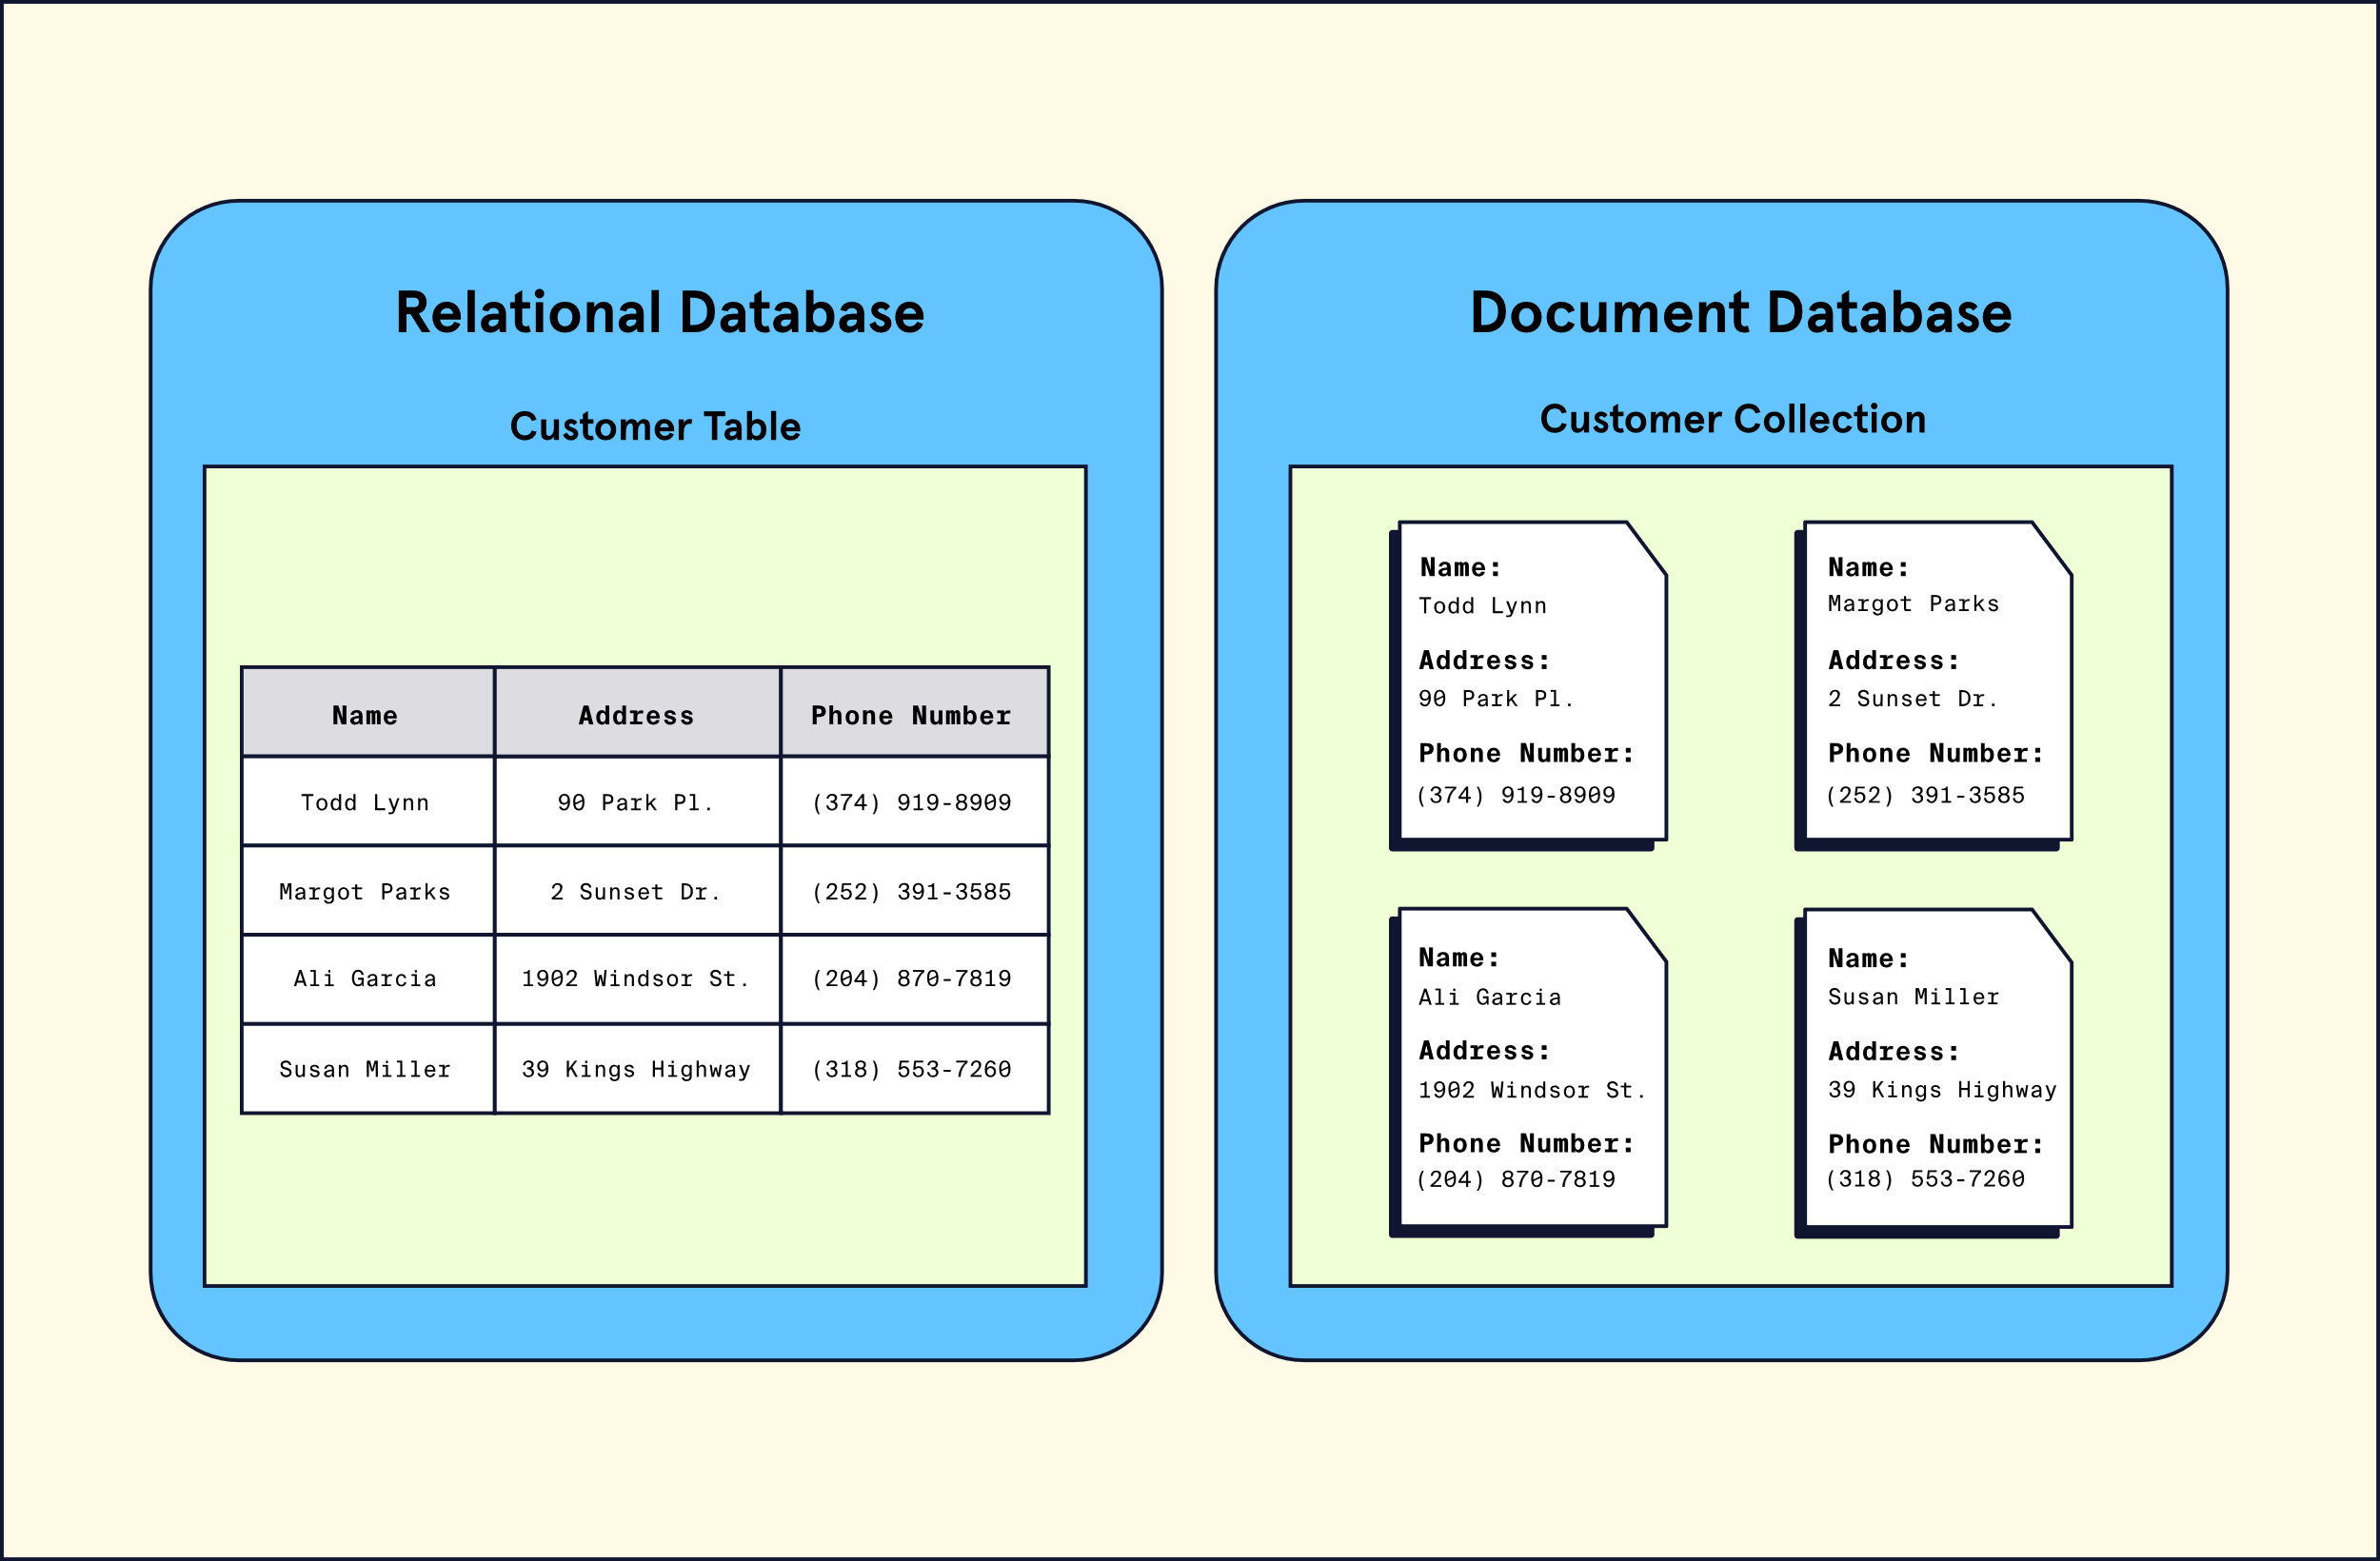 Relational Database
Customer Table
Name Address Phone Number
Todd Lynn 90 Park Pl. (374) 919-8909
Margot Parks 2 Sunset Dr. (252) 391-3585
Ali Garcia 1902 Windsor St. (204) 870-7819
Susan Miller 39 Kings Highway (318) 553-7260
Document Database
Customer Collection
Name:
Todd Lynn
Address:
90 Park Pl.
Phone Number:
(374) 919-8909
Name:
Margot Parks
Address:
2 Sunset Dr.
Phone Number:
(252) 391-3585
Name:
Ali Garcia
Address:
1902 Windsor St.
Phone Number:
(204) 870-7819
Name:
Susan Miller
Address:
39 Kings Highway
Phone Number:
(318) 553-7260